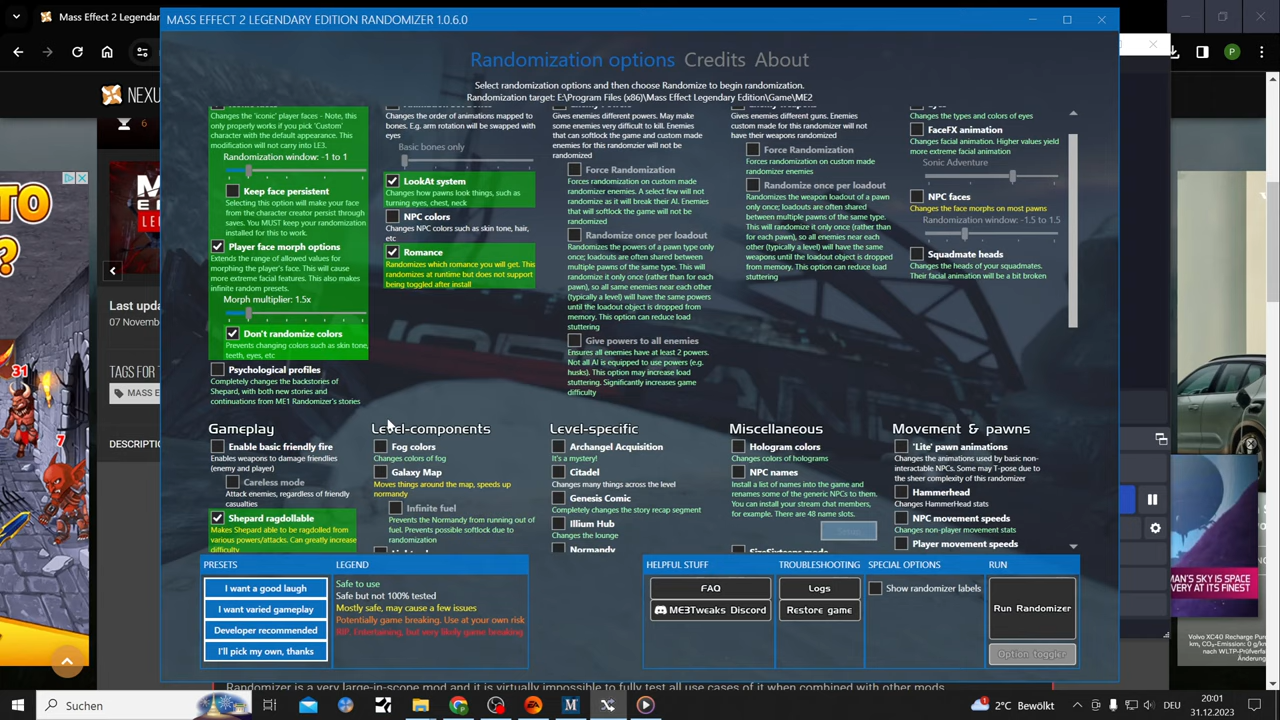 Mass Effect 2 Legendary Edition
MASS EFFECT 2 LEGENDARY EDITION RANDOMIZER 1.0.6.0
Randomization options Credits About
Select randomization options and then choose Randomize to begin randomization.
Randomization target: E:\Program Files (x86)\Mass Effect Legendary Edition\Game\ME2
Changes the 'iconic' player faces - Note, this
only properly works if you pick 'Custom'
character with the default appearance. This
modification will not carry into LE3.
Randomization window: -1 to 1
Keep face persistent
Selecting this option will make your face
from the character creator persist through
saves. You MUST keep your randomization
installed for this to work.
Player face morph options
Extends the range of allowed values for
morphing the player's face. This will cause
more extreme facial features. This also makes
infinite random presets.
Morph multiplier: 1.5x
Don't randomize colors
Prevents changing colors such as skin tone,
teeth, eyes, etc
Psychological profiles
Completely changes the backstories of
Shepard, with both new stories and
continuations from ME1 Randomizer's stories
Changes the order of animations mapped to
bones. E.g. arm rotation will be swapped with
eyes
Basic bones only
LookAt system
Changes how pawns look things, such as
turning eyes, chest, neck
NPC colors
Changes NPC colors such as skin tone, hair,
etc
Romance
Randomizes which romance you will get. This
randomizes at runtime but does not support
being toggled after install
Gives enemies different powers. May make
some enemies very difficult to kill. Enemies
that can softlock the game and custom made
enemies for this randomzier will not be
randomized
Force Randomization
Forces randomization on custom made
randomizer enemies. A select few will not
randomize as it will break their AI. Enemies
that will softlock the game will not be
randomized
Randomize once per loadout
Randomizes the powers of a pawn type only
once; loadouts are often shared between
multiples pawns of the same type. This will
randomize it only once (rather than for each
pawn), so all same enemies near each other
(typically a level) will have the same powers
until the loadout object is dropped from
memory. This option can reduce load
stuttering
Give powers to all enemies
Ensures all enemies have at least 2 powers.
Not all AI is equipped to use powers (e.g.
husks). This option may increase load
stuttering. Significantly increases game
difficulty
Gives enemies different guns. Enemies
custom made for this randomizer will not
have their weapons randomized
Force Randomization
Forces randomization on custom made
randomizer enemies
Randomize once per loadout
Randomizes the weapon loadout of a pawn
only once; loadouts are often shared
between multiple pawns of the same type.
This will randomize it only once (rather than
for each pawn), so all enemies near each
other (typically a level) will have the same
weapons until the loadout is dropped
from memory. This option can reduce load
stuttering
Changes the types and colors of eyes
FaceFX animation
Changes facial animation. Higher values yield
more extreme facial animation
Sonic Adventure
NPC faces
Changes the face morphs on most pawns
Randomization window: -1.5 to 1.5
Squadmate heads
Changes the heads of your squadmates.
Their facial animation will be a bit broken
Gameplay
Enable basic friendly fire
Enables weapons to damage friendlies
(enemy and player)
Careless mode
Attack enemies, regardless of friendly
casualties
Shepard ragdollable
Makes Shepard able to be ragdolled from
various powers/attacks. Can greatly increase
difficulty
Level-components
Fog colors
Changes colors of fog
Galaxy Map
Moves things around the map, speeds up
normandy
Infinite fuel
Prevents the Normandy from running out of
fuel. Prevents possible softlock due to
randomization
Level-specific
Archangel Acquisition
It's a mystery!
Citadel
Changes many things across the level
Genesis Comic
Completely changes the story recap segment
Illium Hub
Changes the lounge
Normandy
Miscellaneous
Hologram colors
Changes colors of holograms
NPC names
Install a list of names into the game and
renames some of the generic NPCs to them.
You can install your stream chat members,
for example. There are 48 name slots.
SizeSixteens mode
Movement & pawns
'Lite' pawn animations
Changes the animations used by basic non-
interactable NPCs. Some may T-pose due to
the sheer complexity of this randomizer
Hammerhead
Changes HammerHead stats
NPC movement speeds
Changes non-player movement stats
Player movement speeds
PRESETS
I want a good laugh
I want varied gameplay
Developer recommended
I'll pick my own, thanks
LEGEND
Safe to use
Safe but not 100% tested
Mostly safe, may cause a few issues
Potentially game breaking. Use at your own risk
RIP. Entertaining, but very likely game breaking
HELPFUL STUFF
FAQ
ME3Tweaks Discord
TROUBLESHOOTING
Logs
Restore game
SPECIAL OPTIONS
Show randomizer labels
RUN
Run Randomizer
Option toggler
NEXU
6
Last upda
07 Novemb
TAGS FOR T
MASS E
DESCRIPTIO
31
7
Randomizer is a very large-in-scope mod and it is virtually impossible to fully test all use cases of it when combined with other mods.
P
Volvo XC40 Recharge Pur
km, CO₂-Emission: 0 g/k
nach WLTP-Prüfverfa
Änderung
Suchen
2°C Bewölkt
DEU
20:01
31.12.2023